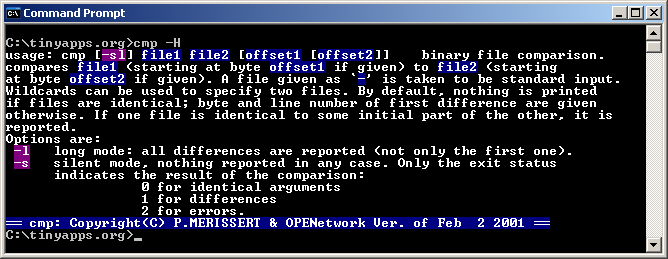 Command Prompt
C:\tinyapps.org>cmp -H
usage: cmp [-sl] file1 file2 [offset1 [offset2]]    binary file comparison.
compares file1 (starting at byte offset1 if given) to file2 (starting
at byte offset2 if given). A file given as `-' is taken to be standard input.
Wildcards can be used to specify two files. By default, nothing is printed
if files are identical; byte and line number of first difference are given
otherwise. If one file is identical to some initial part of the other, it is
reported.
Options are:
 -l   long mode: all differences are reported (not only the first one).
 -s   silent mode, nothing reported in any case. Only the exit status
      indicates the result of the comparison:
              0 for identical arguments
              1 for differences
              2 for errors.
== cmp: Copyright(C) P.MERISSERT & OPENetwork Ver. of Feb  2 2001 ==
C:\tinyapps.org>_